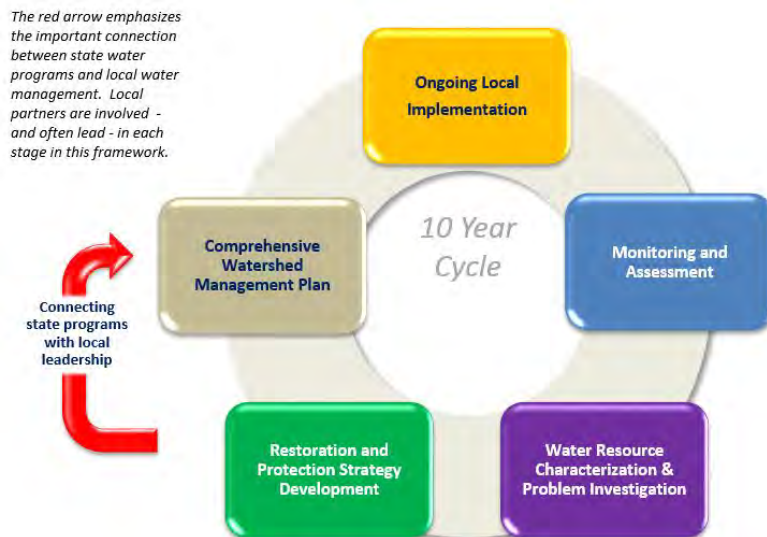 The red arrow emphasizes
the important connection
between state water
programs and local water
management.  Local
partners are involved  -
and often lead - in each
stage in this framework.
Ongoing Local
Implementation
10 Year
Cycle
Comprehensive
Watershed
Management Plan
Monitoring and
Assessment
Connecting
state programs
with local
leadership
Restoration and
Protection Strategy
Development
Water Resource
Characterization &
Problem Investigation